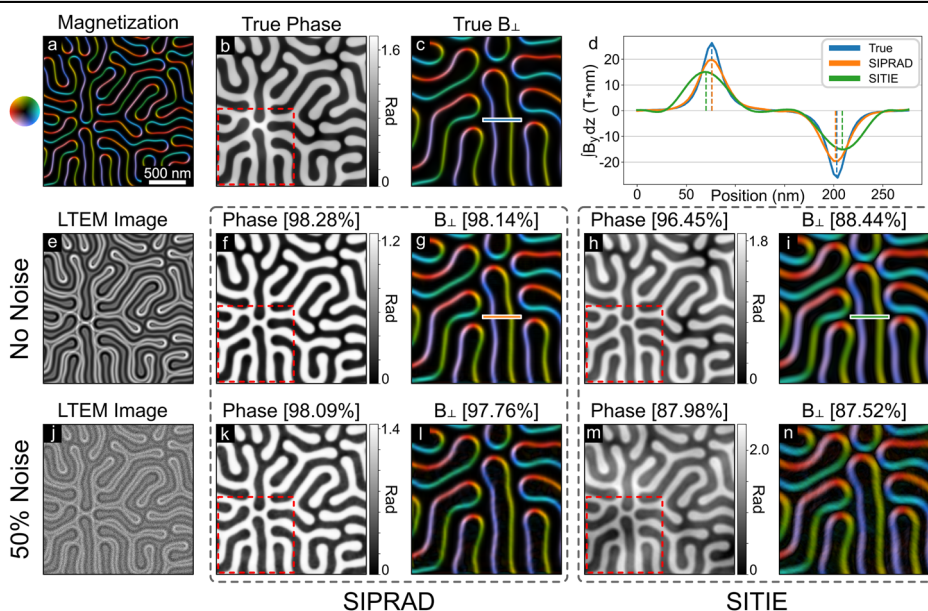 Magnetization
True Phase
True B⊥
a
500 nm
b
1.6
Rad
0
c
d
True
SIPRAD
SITIE
20
10
0
-10
-20
∫B_y dz (T*nm)
0
50
Position (nm)
200
250
No Noise
LTEM Image
Phase [98.28%]
B⊥ [98.14%]
Phase [96.45%]
B⊥ [88.44%]
e
f
1.2
Rad
0
g
h
1.8
Rad
0
i
50% Noise
LTEM Image
Phase [98.09%]
B⊥ [97.76%]
Phase [87.98%]
B⊥ [87.52%]
j
k
1.4
Rad
0
l
m
2.0
Rad
0
n
SIPRAD
SITIE